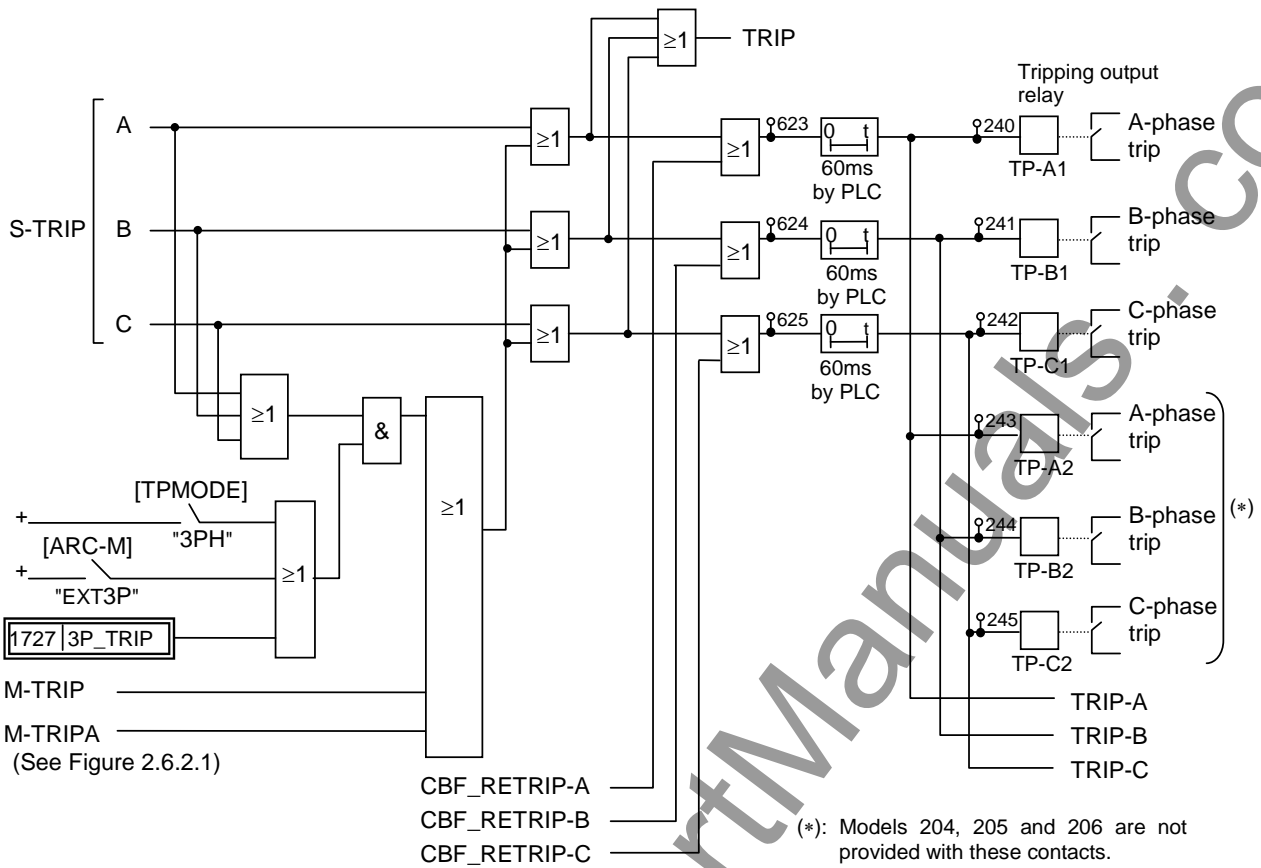 ≥1
TRIP
Tripping output
relay
S-TRIP
A
≥1
≥1
623
0 t
60ms
by PLC
240
TP-A1
A-phase
trip
B
≥1
≥1
624
0 t
60ms
by PLC
241
TP-B1
B-phase
trip
C
≥1
≥1
625
0 t
60ms
by PLC
242
TP-C1
C-phase
trip
≥1
&
≥1
243
TP-A2
A-phase
trip
244
TP-B2
B-phase
trip
245
TP-C2
C-phase
trip
(*)
[TPMODE]
+
"3PH"
[ARC-M]
+
"EXT3P"
≥1
1727 3P_TRIP
M-TRIP
M-TRIPA
(See Figure 2.6.2.1)
TRIP-A
TRIP-B
TRIP-C
CBF_RETRIP-A
CBF_RETRIP-B
CBF_RETRIP-C
(*): Models 204, 205 and 206 are not
provided with these contacts.
rtManuals.co